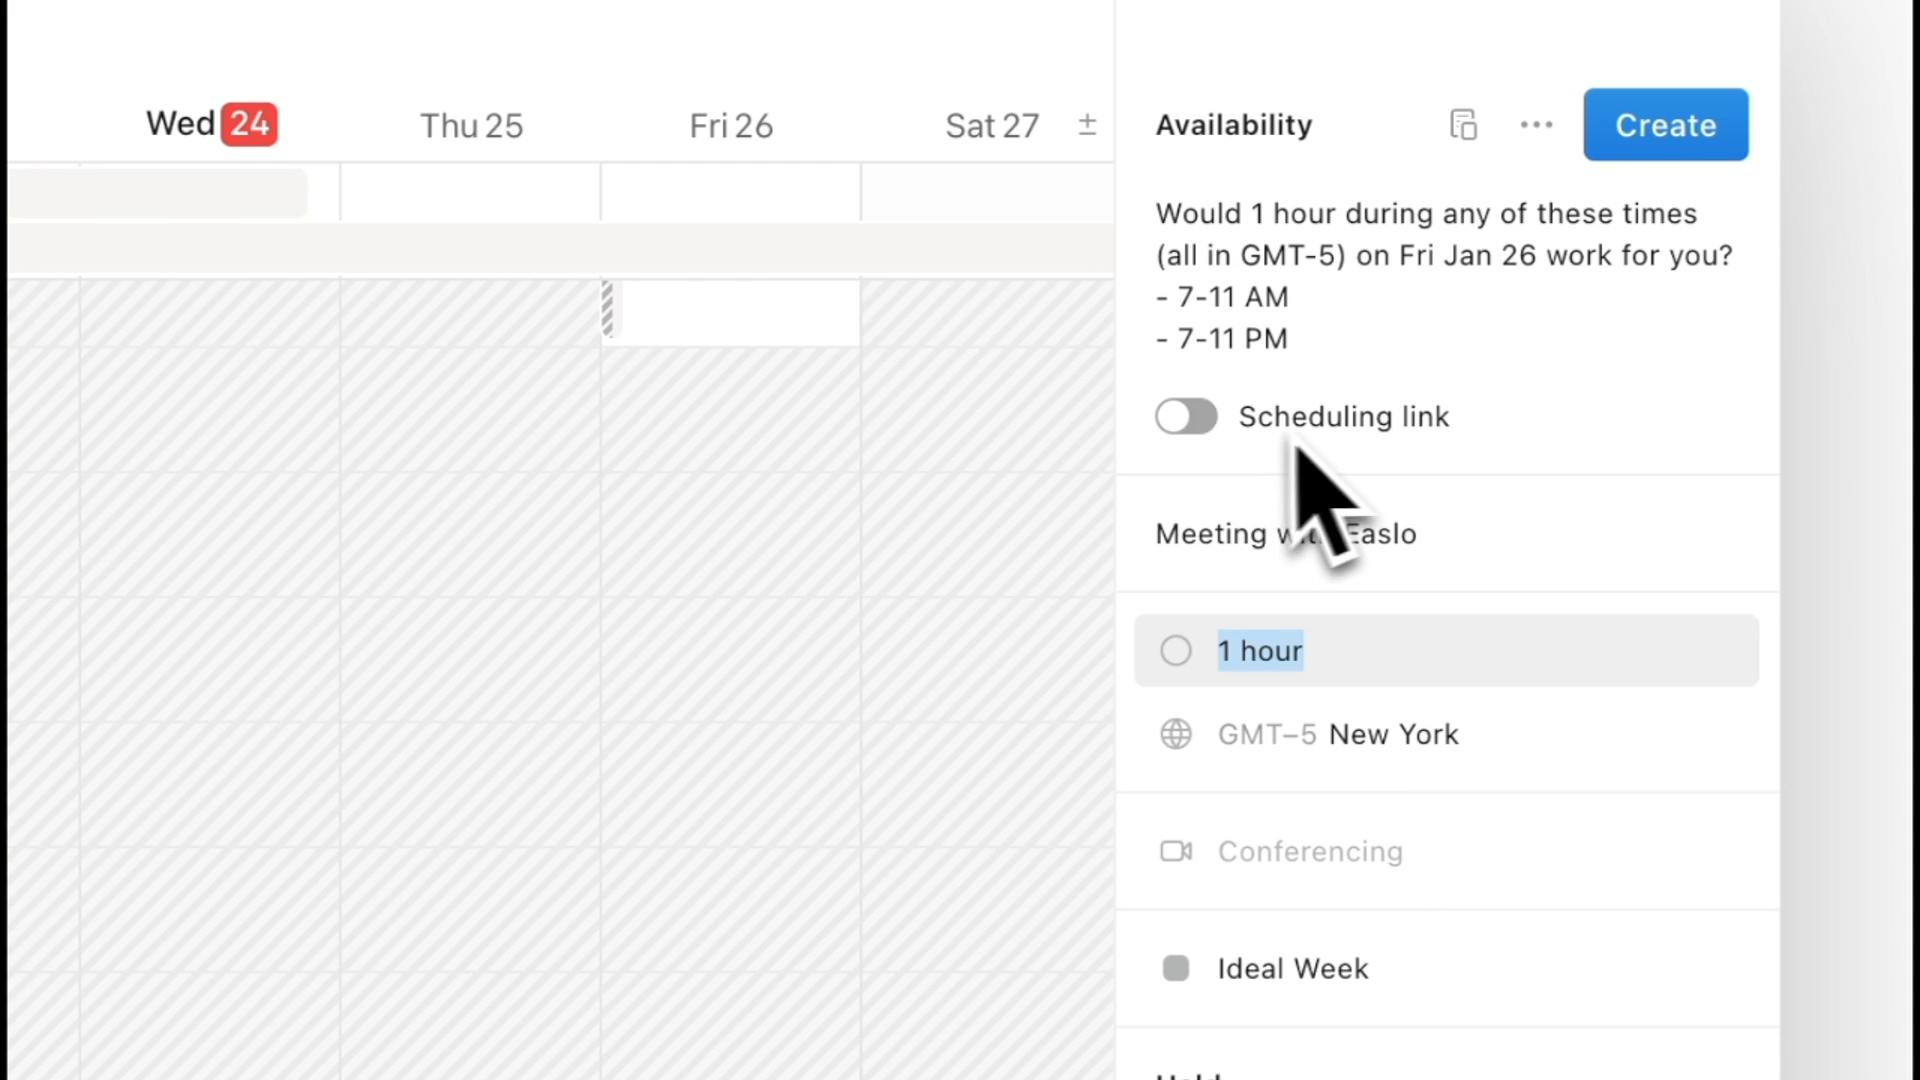 Wed 24 Thu 25 Fri 26 Sat 27 ±
Availability ... Create
Would 1 hour during any of these times
(all in GMT-5) on Fri Jan 26 work for you?
- 7-11 AM
- 7-11 PM
Scheduling link
Meeting Easlo
1 hour
GMT–5 New York
Conferencing
Ideal Week